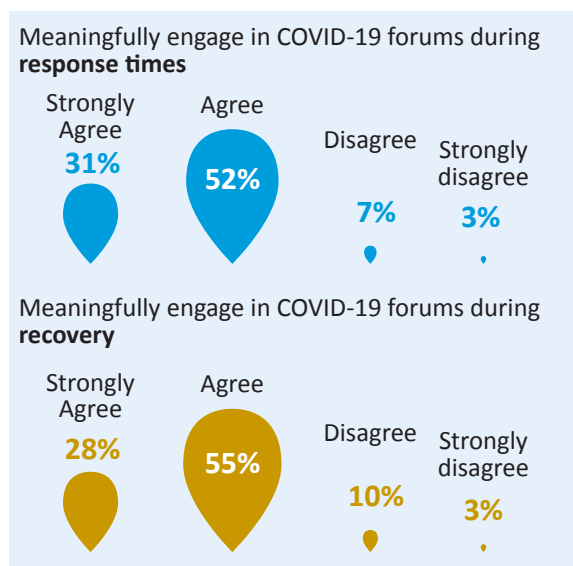 Meaningfully engage in COVID-19 forums during
response times
Strongly
Agree
31%
Agree
52%
Disagree
7%
Strongly
disagree
3%
Meaningfully engage in COVID-19 forums during
recovery
Strongly
Agree
28%
Agree
55%
Disagree
10%
Strongly
disagree
3%